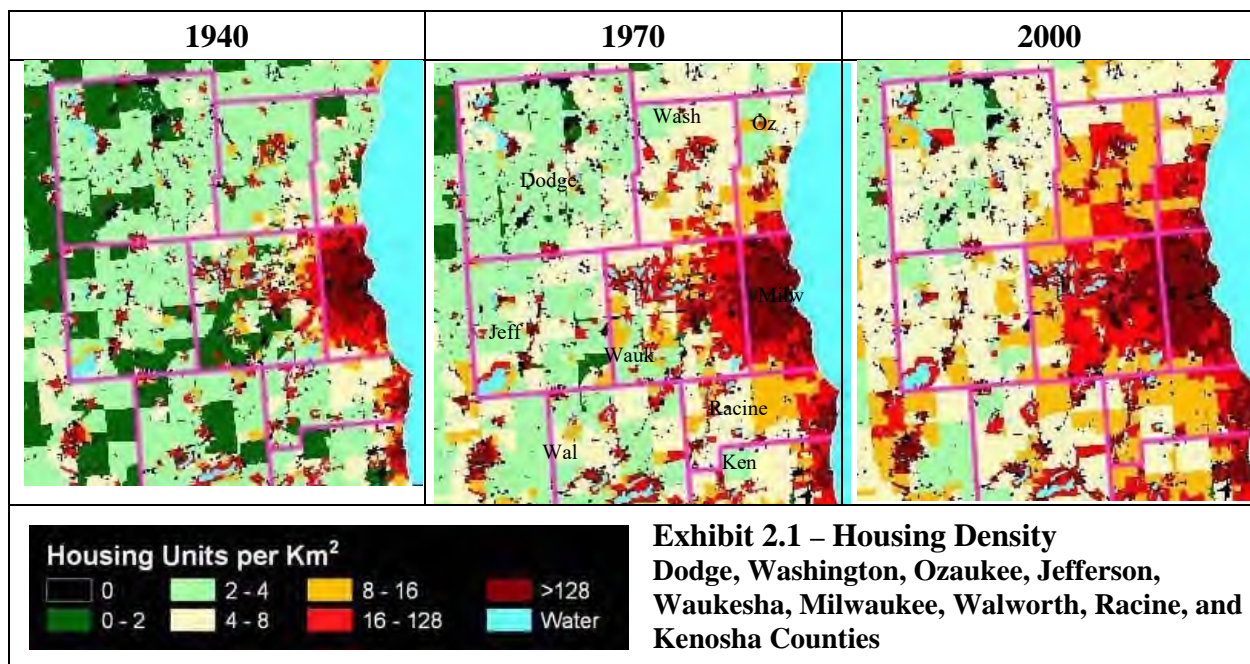 1940 1970 2000
Wash
Oz
Dodge
Milw
Jeff
Wauk
Racine
Wal
Ken
Housing Units per Km²
0 2 - 4 8 - 16 >128
0 - 2 4 - 8 16 - 128 Water
Exhibit 2.1 – Housing Density
Dodge, Washington, Ozaukee, Jefferson,
Waukesha, Milwaukee, Walworth, Racine, and
Kenosha Counties